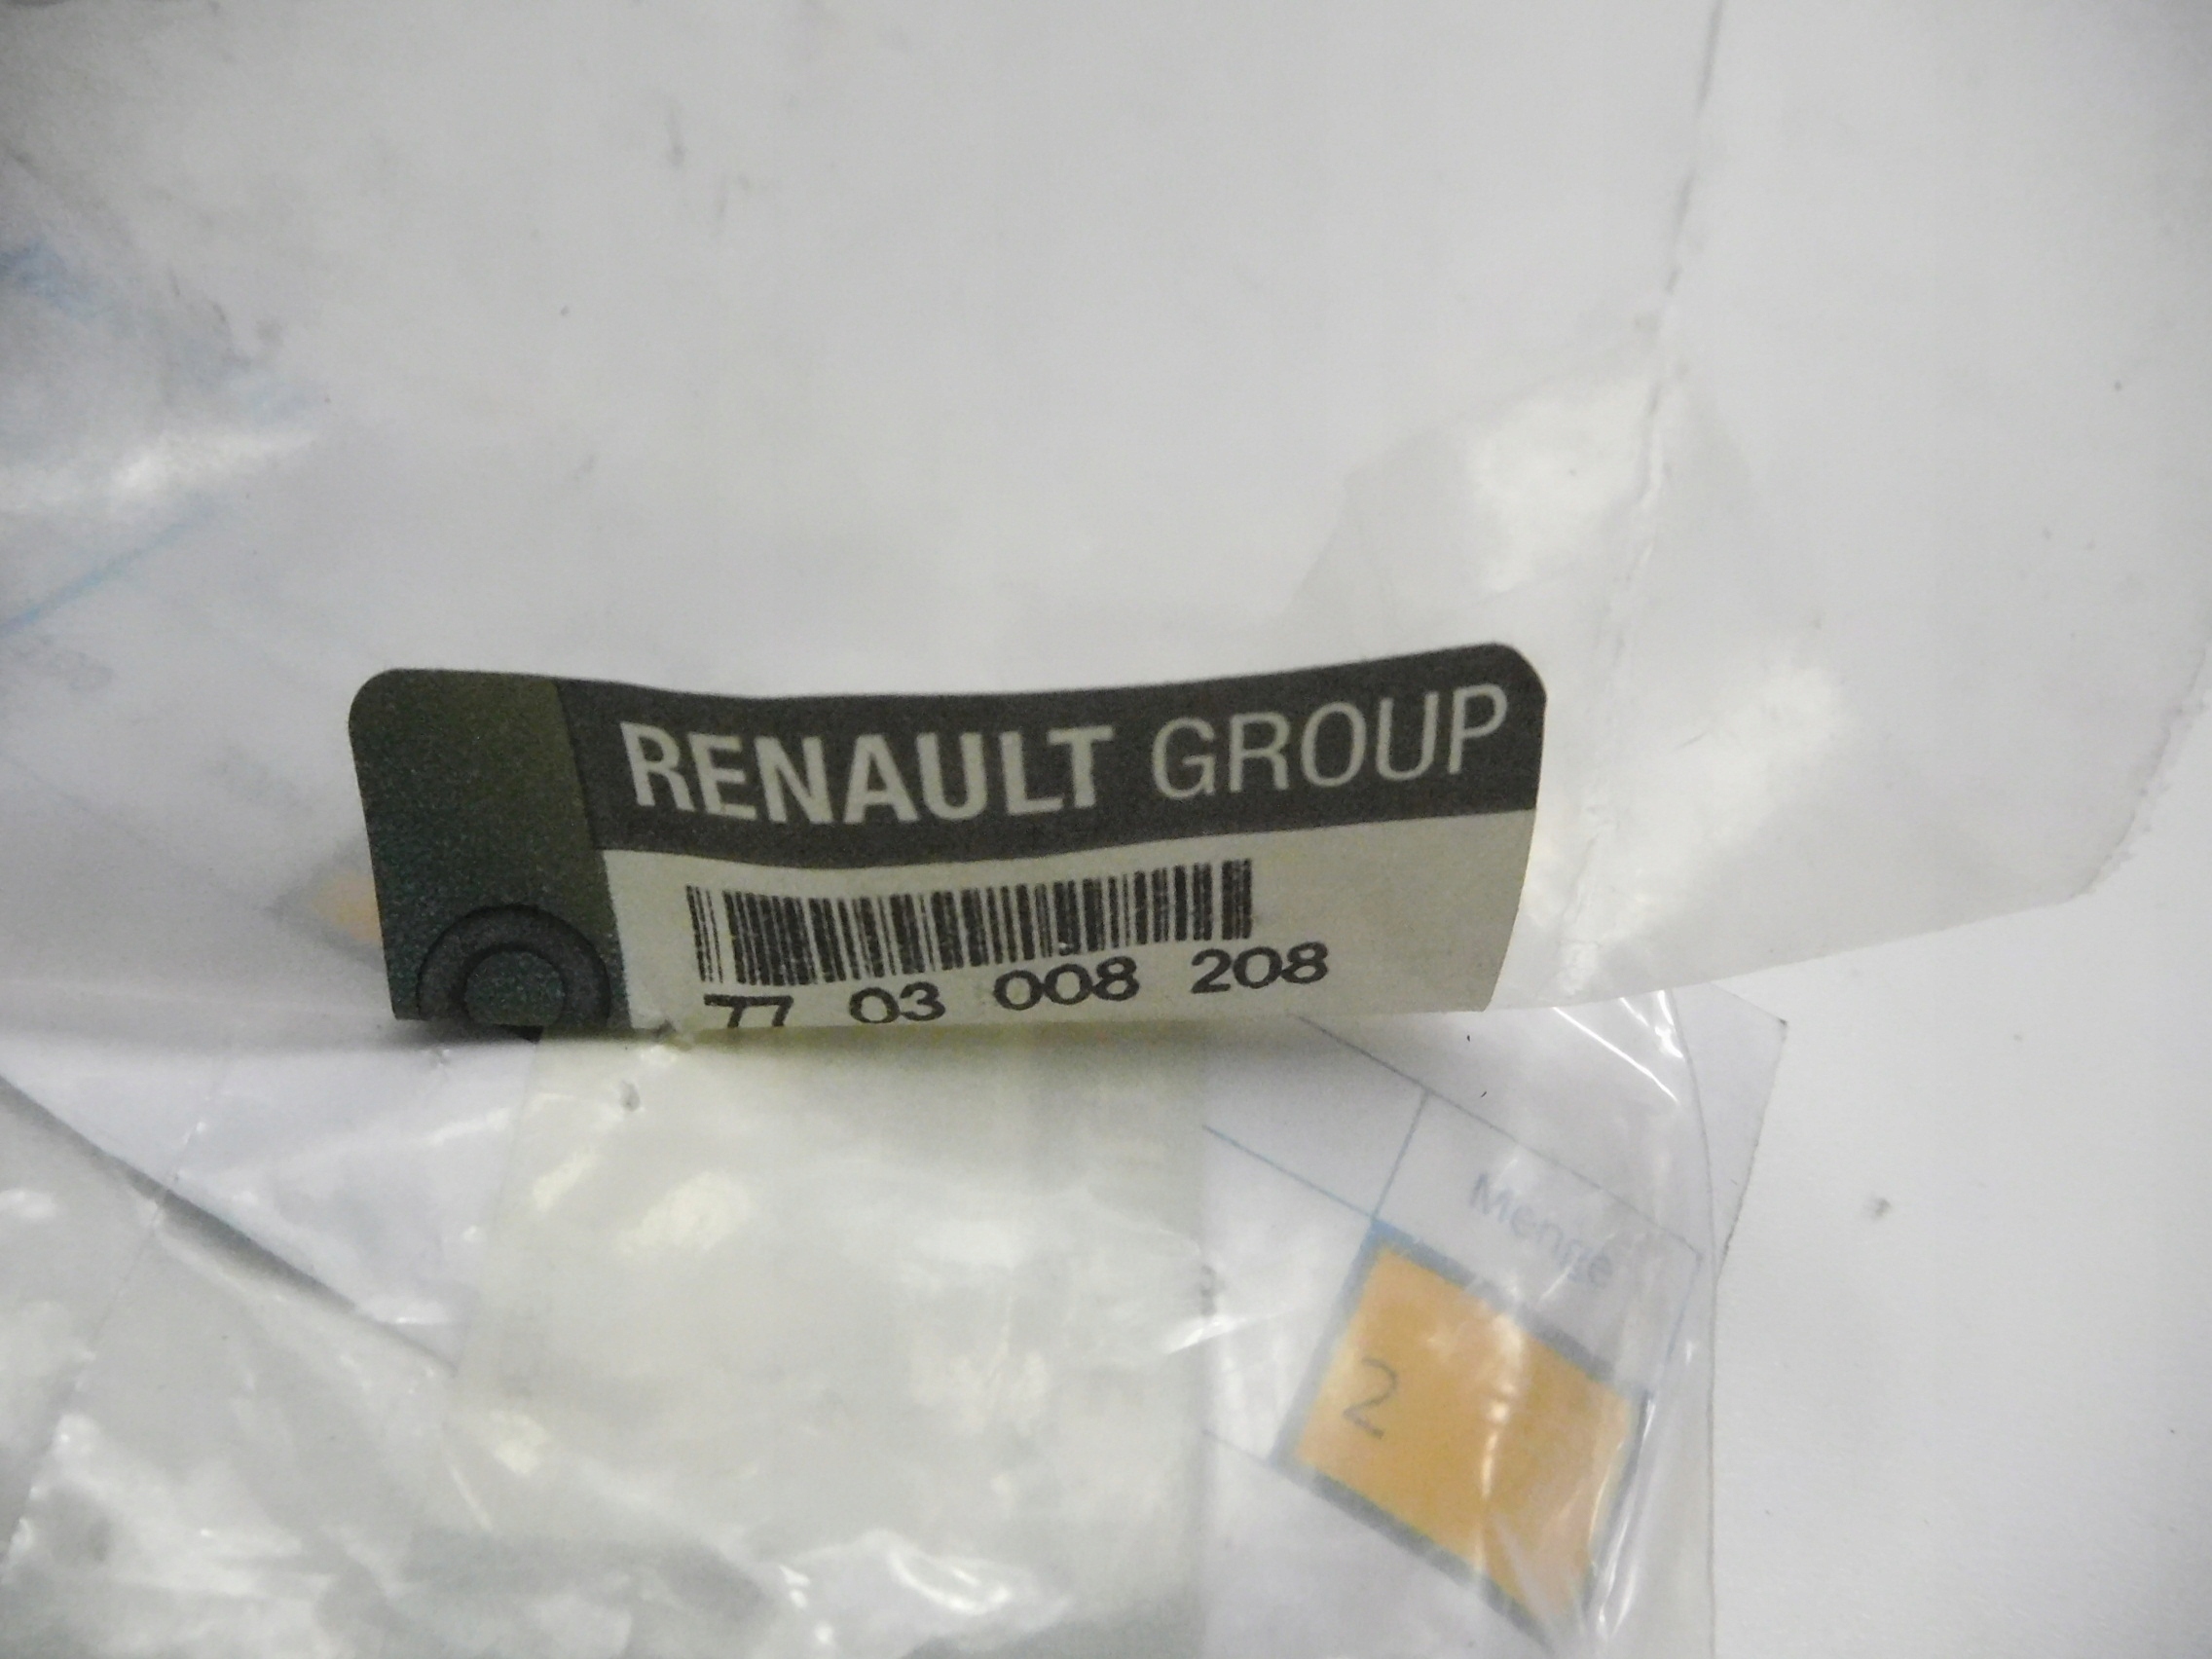 RENAULT GROUP
77 03 008 208
Menge
2